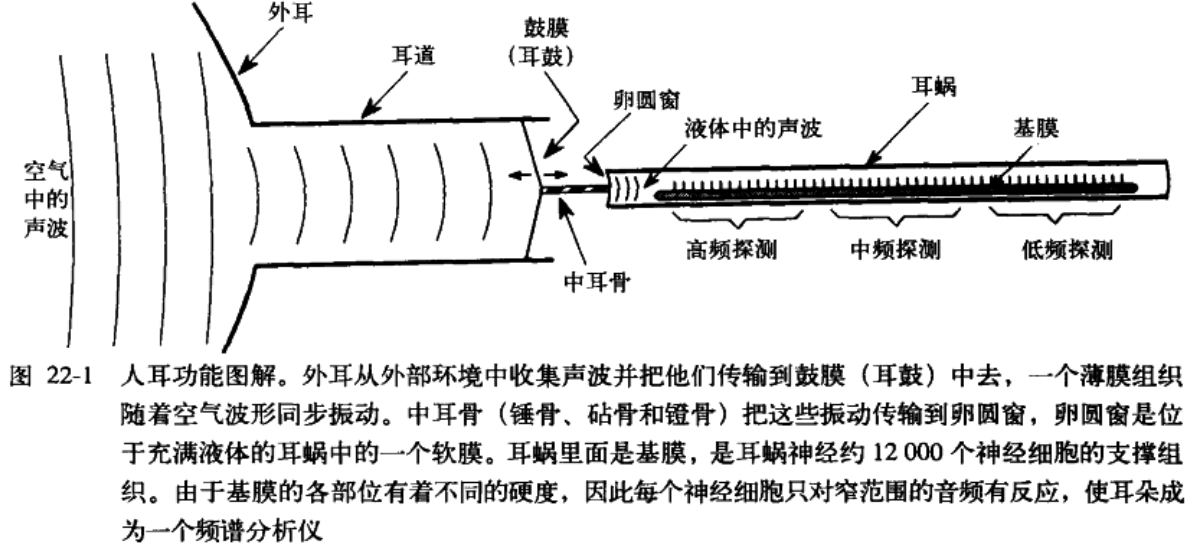 外耳
鼓膜
（耳鼓）
耳道
卵圆窗
耳蜗
液体中的声波
基膜
空气
中的
声波
高频探测
中频探测
低频探测
中耳骨
图 22-1 人耳功能图解。外耳从外部环境中收集声波并把他们传输到鼓膜（耳鼓）中去，一个薄膜组织
随着空气波形同步振动。中耳骨（锤骨、砧骨和镫骨）把这些振动传输到卵圆窗，卵圆窗是位
于充满液体的耳蜗中的一个软膜。耳蜗里面是基膜，是耳蜗神经约 12 000 个神经细胞的支撑组
织。由于基膜的各部位有着不同的硬度，因此每个神经细胞只对窄范围的音频有反应，使耳朵成
为一个频谱分析仪